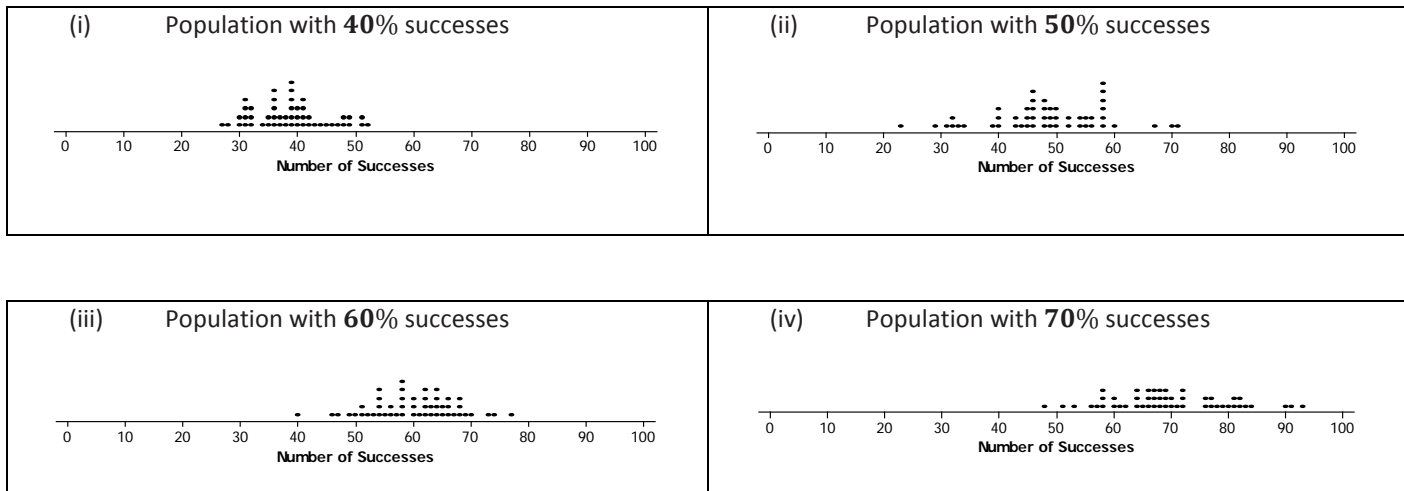 (i) Population with 40% successes
0 10 20 30 40 50 60 70 80 90 100
Number of Successes
(ii) Population with 50% successes
0 10 20 30 40 50 60 70 80 90 100
Number of Successes
(iii) Population with 60% successes
0 10 20 30 40 50 60 70 80 90 100
Number of Successes
(iv) Population with 70% successes
0 10 20 30 40 50 60 70 80 90 100
Number of Successes